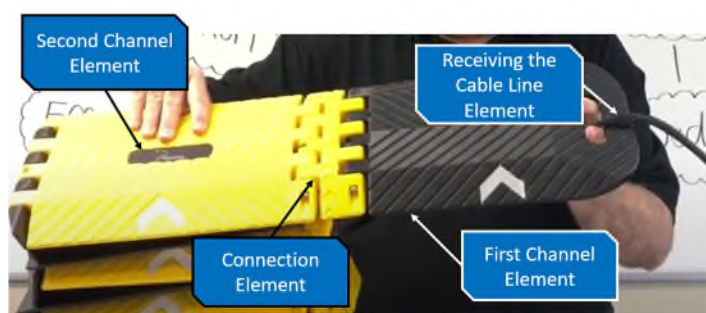 Second Channel
Element
Receiving the
Cable Line
Element
Connection
Element
First Channel
Element